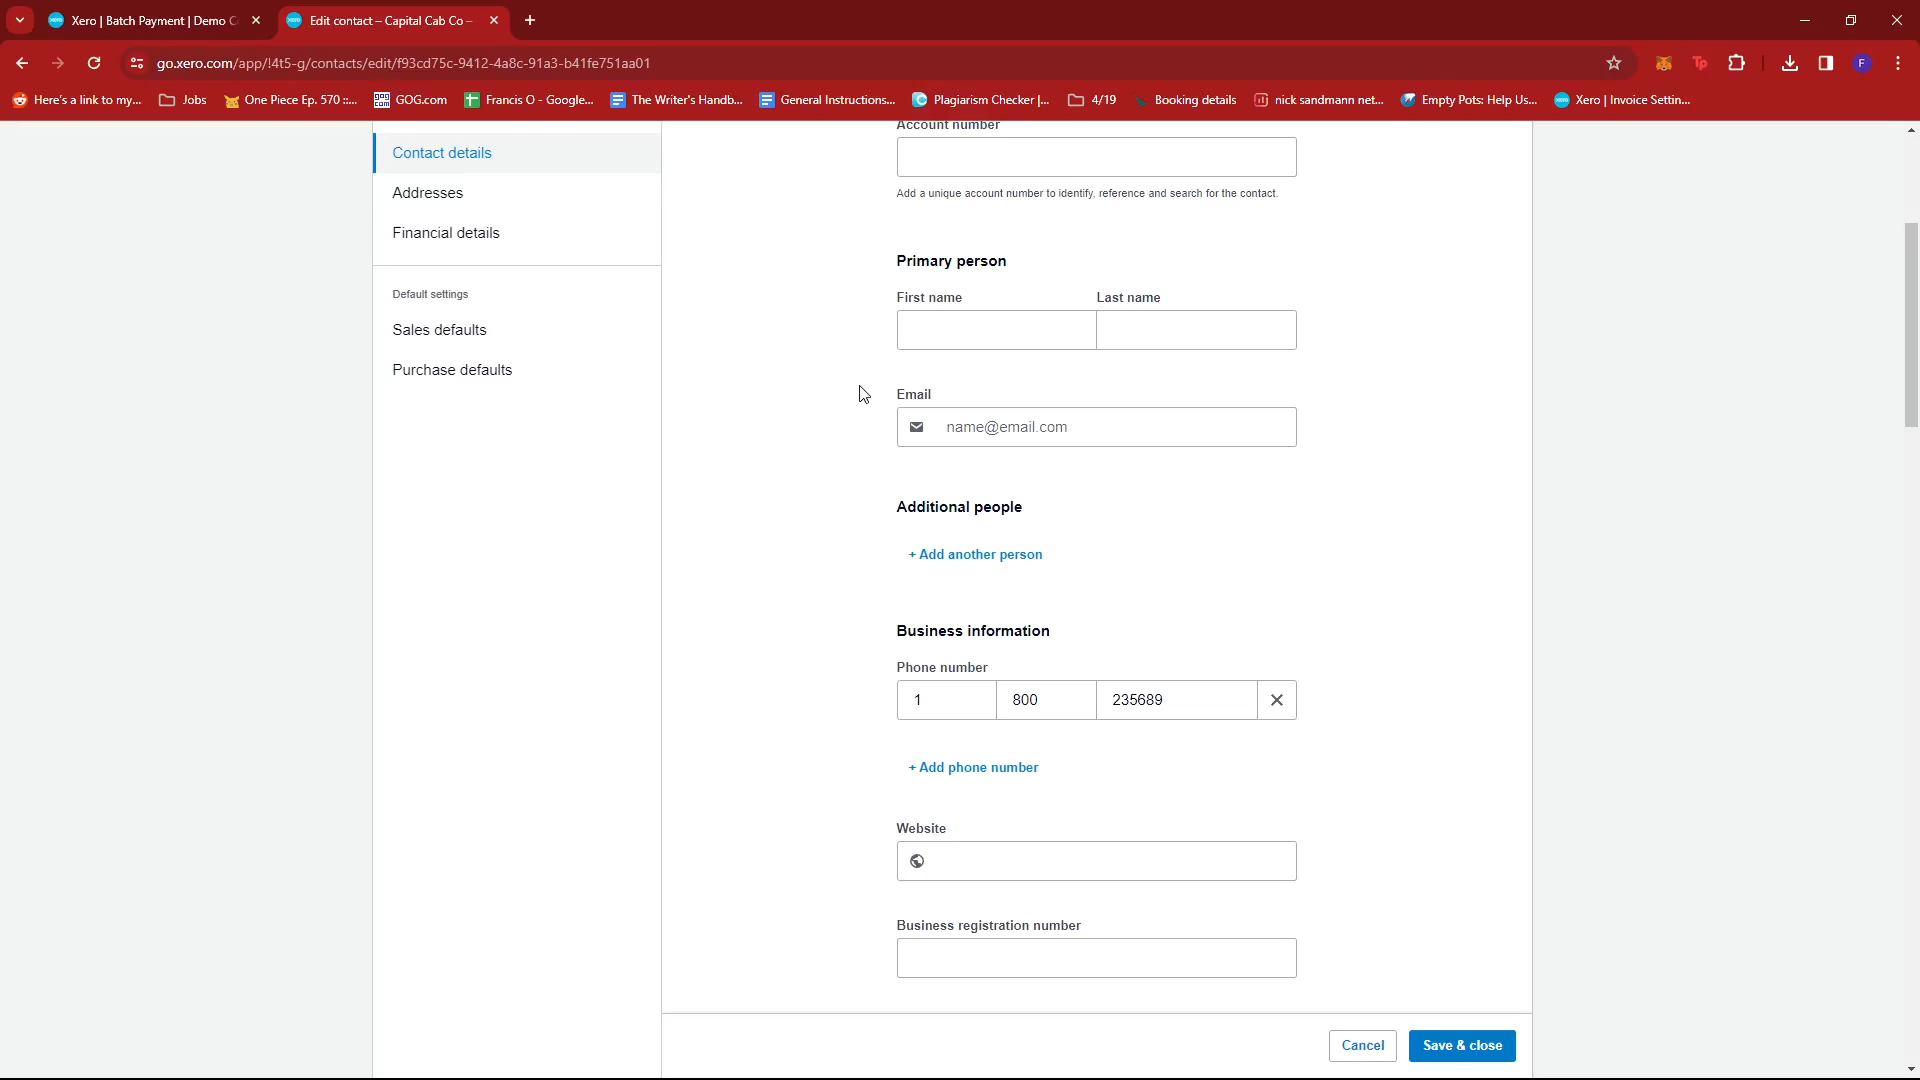 Xero | Batch Payment | Demo C
Edit contact – Capital Cab Co –
go.xero.com/app/!4t5-g/contacts/edit/f93cd75c-9412-4a8c-91a3-b41fe751aa01
Tp
F
Here's a link to my...
Jobs
One Piece Ep. 570 ::...
GOG.com
Francis O - Google...
The Writer's Handb...
General Instructions...
Plagiarism Checker |...
4/19
Booking details
nick sandmann net...
Empty Pots: Help Us...
Xero | Invoice Settin...
Contact details
Addresses
Financial details
Default settings
Sales defaults
Purchase defaults
Account number
Add a unique account number to identify, reference and search for the contact.
Primary person
First name
Last name
Email
name@email.com
Additional people
+ Add another person
Business information
Phone number
1
800
235689
+ Add phone number
Website
Business registration number
Cancel
Save & close